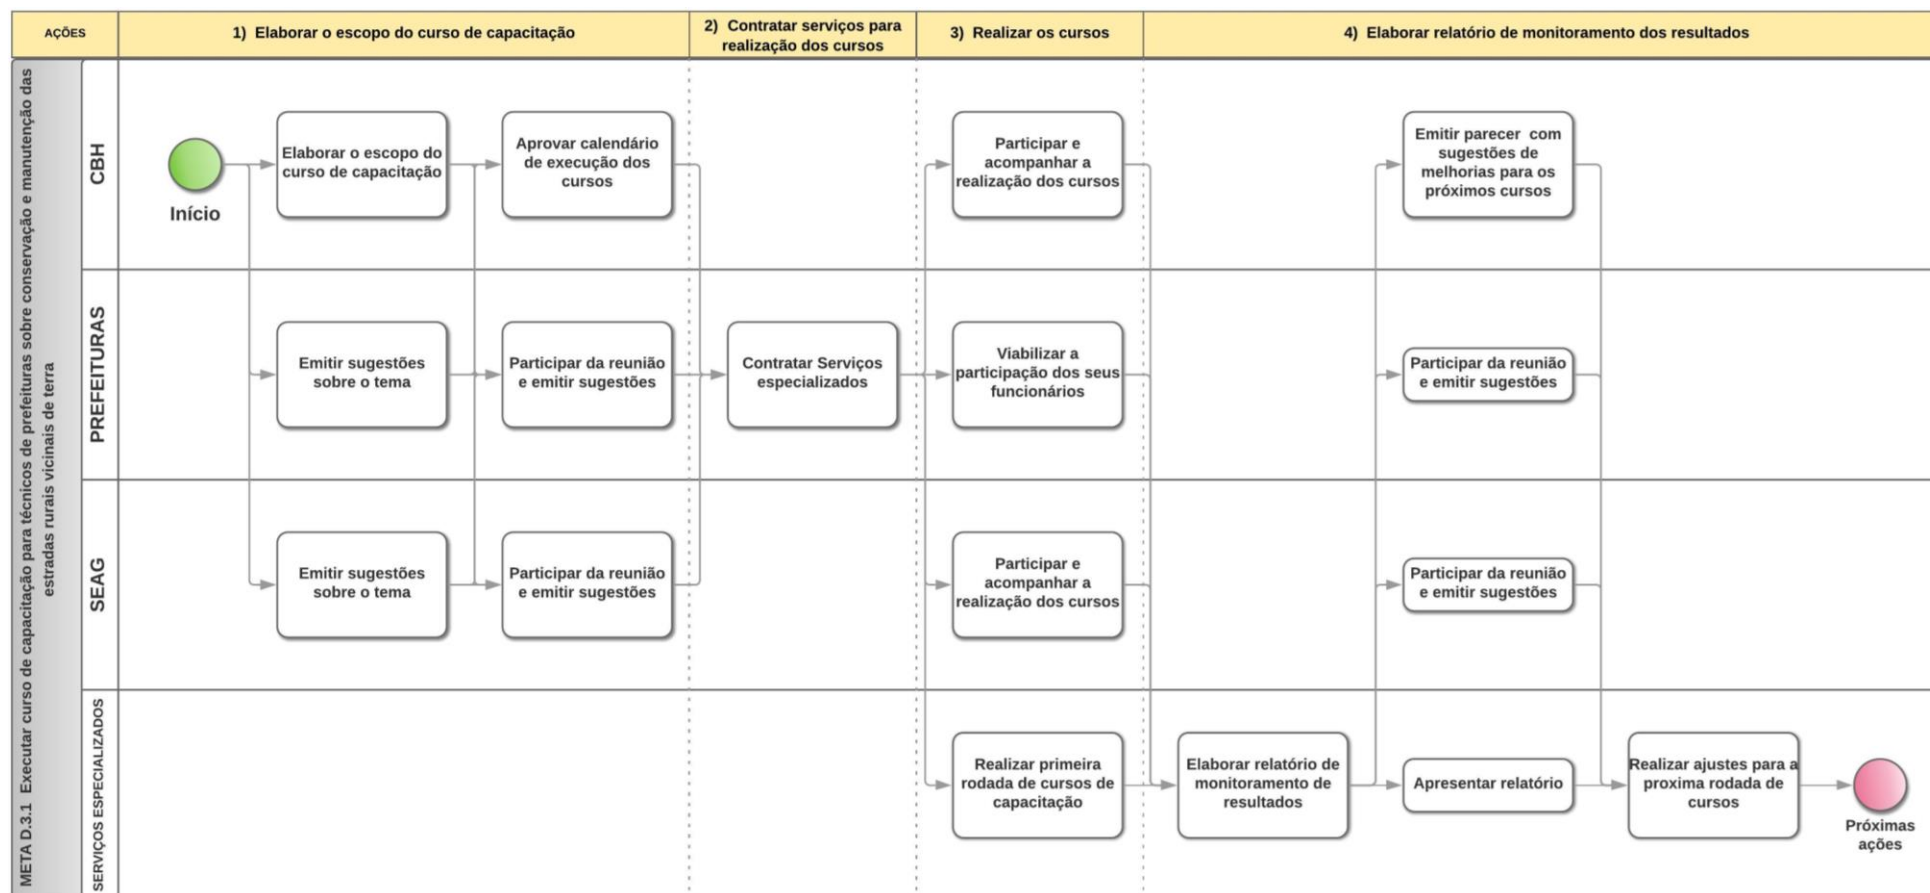 AÇÕES
1) Elaborar o escopo do curso de capacitação
2) Contratar serviços para
realização dos cursos
3) Realizar os cursos
4) Elaborar relatório de monitoramento dos resultados
META D.3.1 Executar curso de capacitação para técnicos de prefeituras sobre conservação e manutenção das
estradas rurais vicinais de terra
CBH
Início
Elaborar o escopo do
curso de capacitação
Aprovar calendário
de execução dos
cursos
Participar e
acompanhar a
realização dos cursos
Emitir parecer com
sugestões de
melhorias para os
próximos cursos
PREFEITURAS
Emitir sugestões
sobre o tema
Participar da reunião
e emitir sugestões
Contratar Serviços
especializados
Viabilizar a
participação dos seus
funcionários
Participar da reunião
e emitir sugestões
SEAG
Emitir sugestões
sobre o tema
Participar da reunião
e emitir sugestões
Participar e
acompanhar a
realização dos cursos
Participar da reunião
e emitir sugestões
SERVIÇOS ESPECIALIZADOS
Realizar primeira
rodada de cursos de
capacitação
Elaborar relatório de
monitoramento de
resultados
Apresentar relatório
Realizar ajustes para a
proxima rodada de
cursos
Próximas
ações